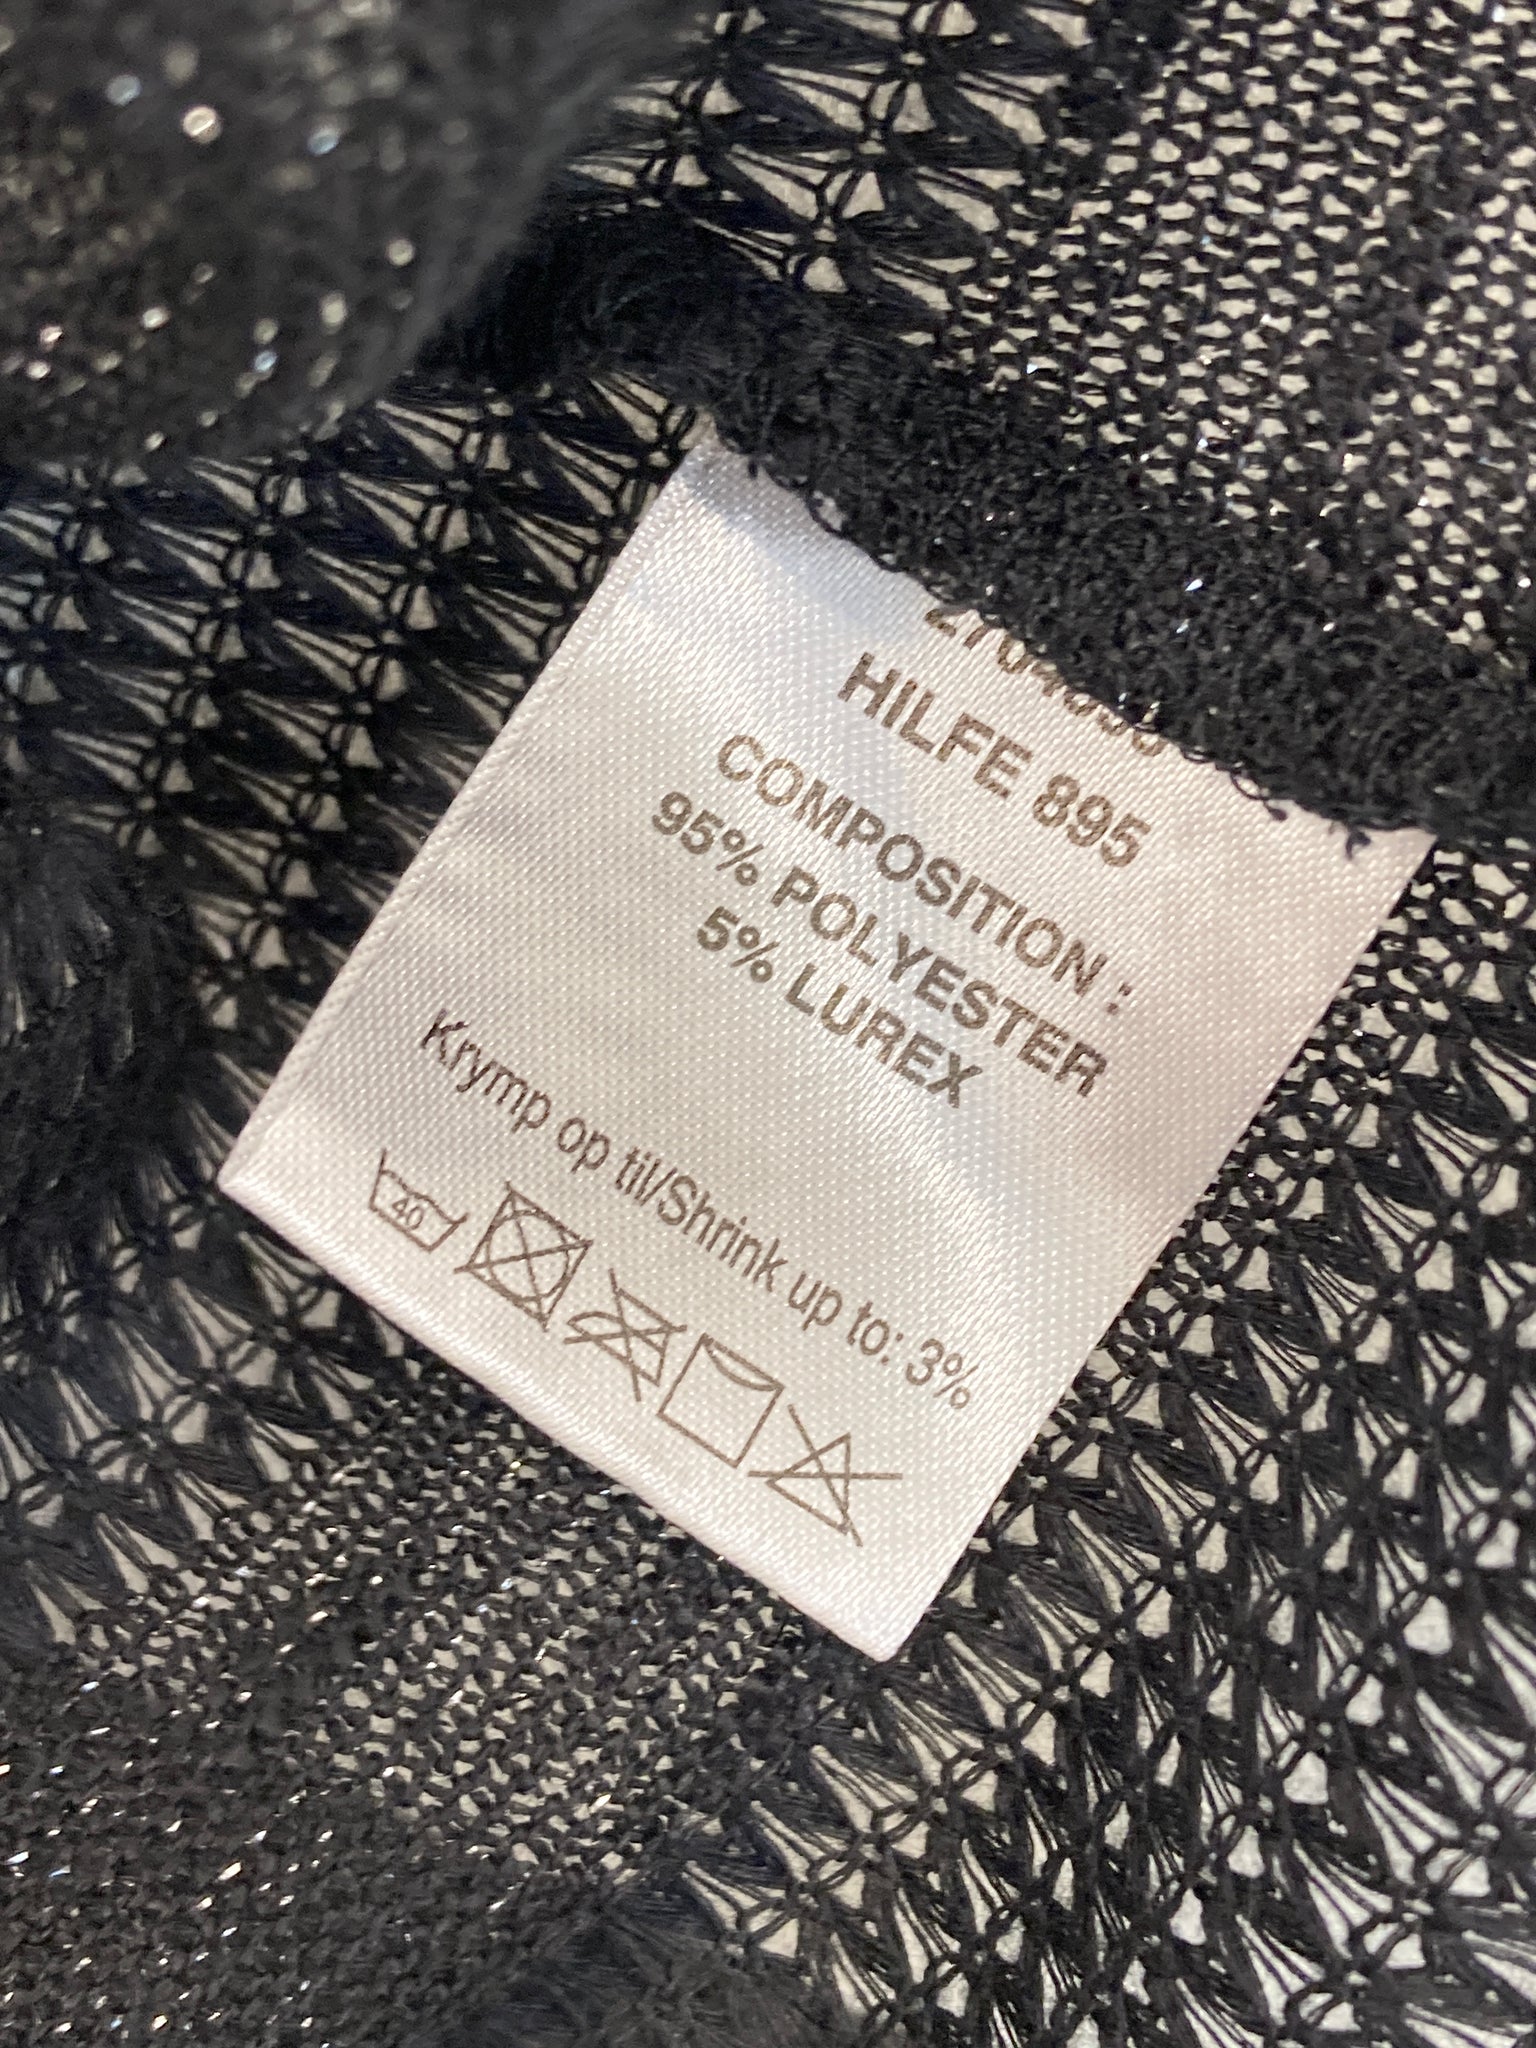 HILFE 895
COMPOSITION :
95% POLYESTER
5% LUREX
Krymp op til/Shrink up to: 3%
40